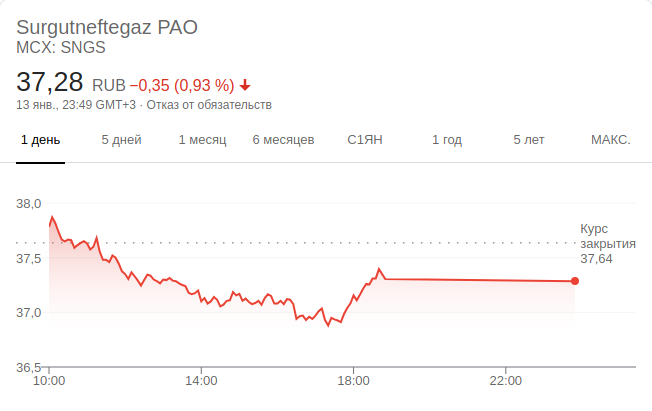 Surgutneftegaz PAO
MCX: SNGS
37,28 RUB −0,35 (0,93 %)
13 янв., 23:49 GMT+3 · Отказ от обязательств
1 день 5 дней 1 месяц 6 месяцев С1ЯН 1 год 5 лет МАКС.
38,0
37,5
37,0
36,5
Курс
закрытия
37,64
10:00 14:00 18:00 22:00